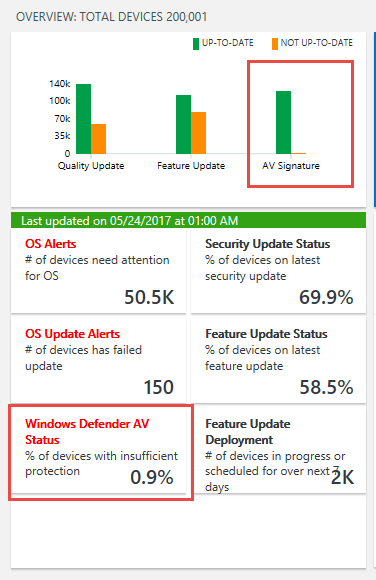 OVERVIEW: TOTAL DEVICES 200,001
UP-TO-DATE NOT UP-TO-DATE
140k
100k
70k
35k
0
Quality Update Feature Update AV Signature
Last updated on 05/24/2017 at 01:00 AM
OS Alerts
# of devices need attention
for OS
50.5K
Security Update Status
% of devices on latest
security update
69.9%
OS Update Alerts
# of devices has failed
update
150
Feature Update Status
% of devices on latest
feature update
58.5%
Windows Defender AV
Status
% of devices with insufficient
protection
0.9%
Feature Update
Deployment
# of devices in progress or
scheduled for over next 7
days
2K